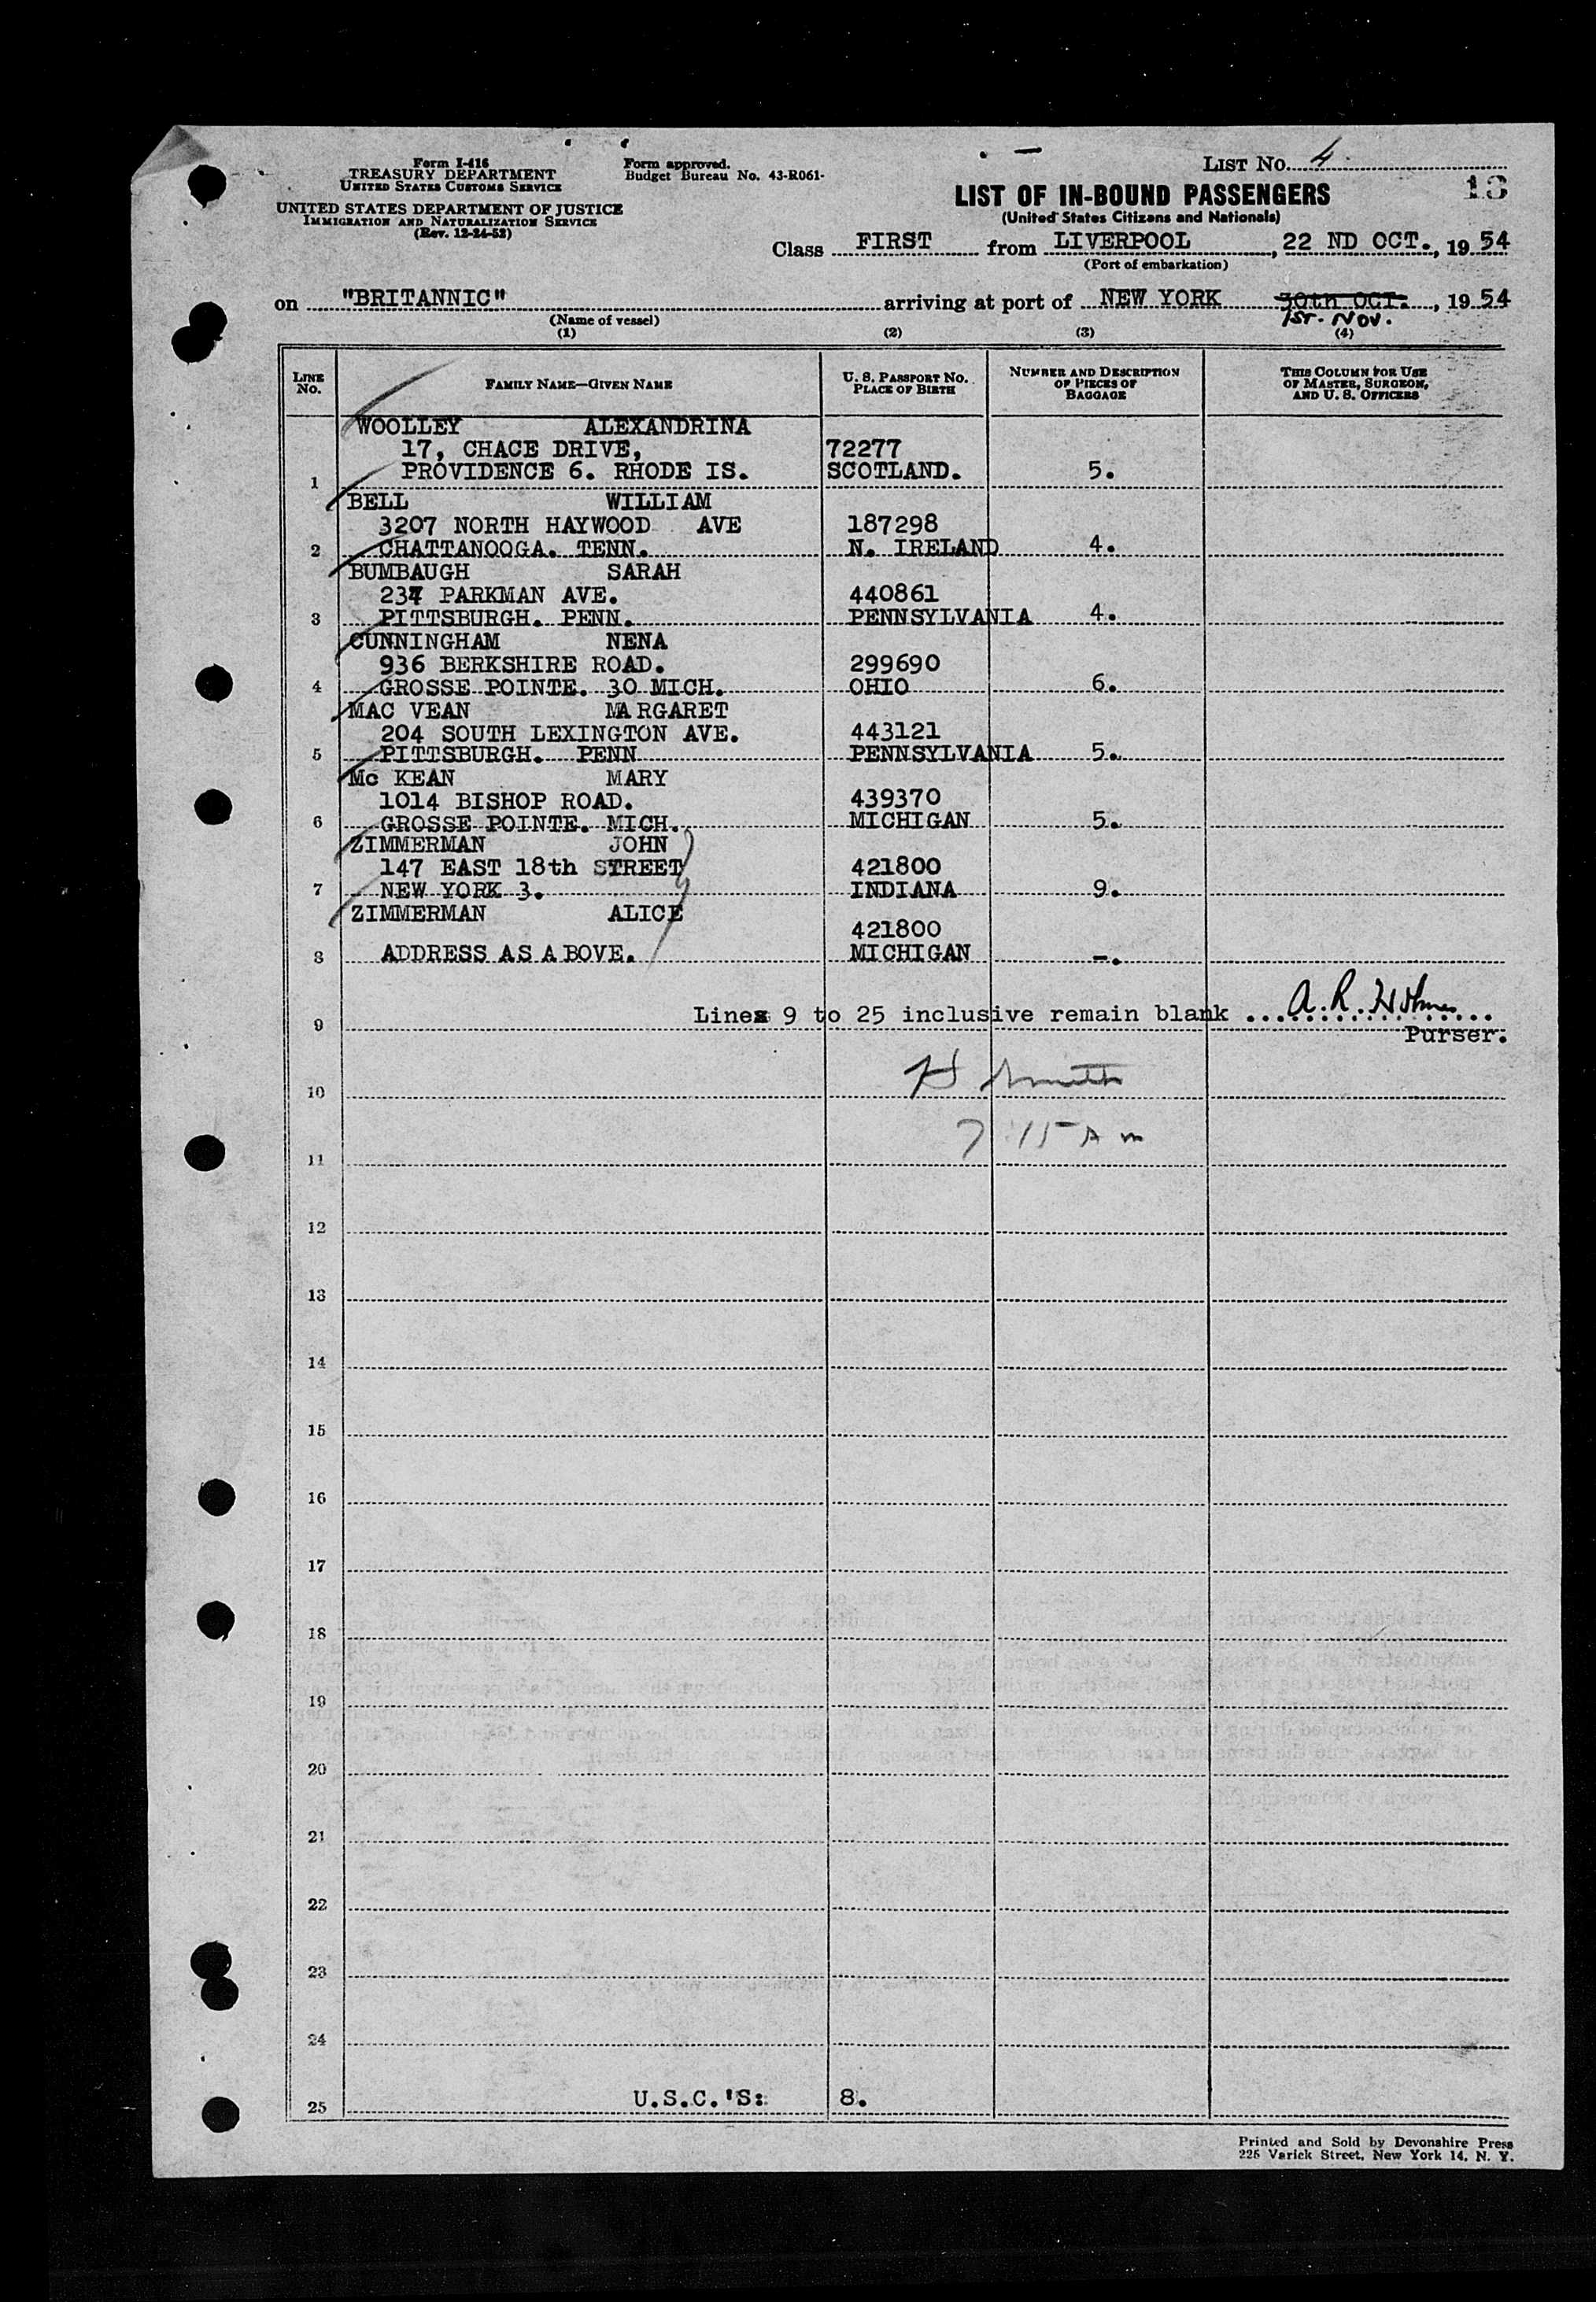 Form I-416
TREASURY DEPARTMENT
UNITED STATES CUSTOMS SERVICE
UNITED STATES DEPARTMENT OF JUSTICE
IMMIGRATION AND NATURALIZATION SERVICE
(Rev. 12-24-52)
Form approved.
Budget Bureau No. 43-R061-
LIST No. 4.
13
LIST OF IN-BOUND PASSENGERS
(United States Citizens and Nationals)
Class FIRST from LIVERPOOL, 22 ND OCT., 19 54
(Port of embarkation)
on "BRITANNIC" arriving at port of NEW YORK 30th OCT., 19 54
1ST. NOV.
(Name of vessel)
(1) (2) (3) (4)
LINE No. FAMILY NAME—GIVEN NAME U. S. PASSPORT No. PLACE OF BIRTH NUMBER AND DESCRIPTION OF PIECES OF BAGGAGE THIS COLUMN FOR USE OF MASTER, SURGEON, AND U. S. OFFICERS
WOOLLEY ALEXANDRINA
17, CHACE DRIVE, 72277
1 PROVIDENCE 6. RHODE IS. SCOTLAND. 5.
BELL WILLIAM
3207 NORTH HAYWOOD AVE 187298
2 CHATTANOOGA. TENN. N. IRELAND 4.
BUMBAUGH SARAH
237 PARKMAN AVE. 440861
3 PITTSBURGH. PENN. PENNSYLVANIA 4.
CUNNINGHAM NENA
936 BERKSHIRE ROAD. 299690
4 GROSSE POINTE. 30 MICH. OHIO 6.
MAC VEAN MARGARET
204 SOUTH LEXINGTON AVE. 443121
5 PITTSBURGH. PENN PENNSYLVANIA 5.
Mc KEAN MARY
1014 BISHOP ROAD. 439370
6 GROSSE POINTE. MICH. MICHIGAN 5.
ZIMMERMAN JOHN
147 EAST 18th STREET 421800
7 NEW YORK 3. INDIANA 9.
ZIMMERMAN ALICE
421800
8 ADDRESS AS ABOVE. MICHIGAN -.
Lines 9 to 25 inclusive remain blank A. R. Holmes
9 Purser.
H Smith
10
7 15 A m
11
12
13
14
15
16
17
18
19
20
21
22
23
24
25 U.S.C.'S: 8.
Printed and Sold by Devonshire Press
225 Varick Street, New York 14, N. Y.